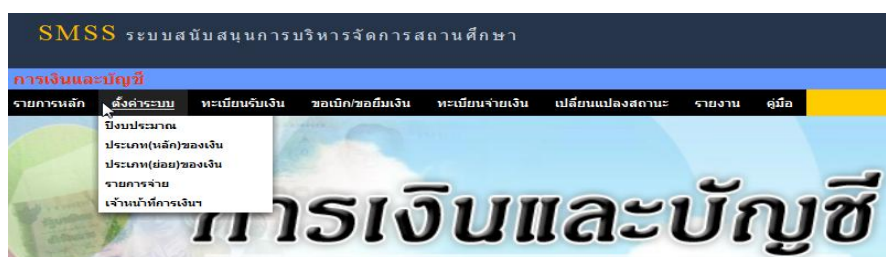 SMSS ระบบสนับสนุนการบริหารจัดการสถานศึกษา
การเงินและบัญชี
รายการหลัก ตั้งค่าระบบ ทะเบียนรับเงิน ขอเบิก/ขอยืมเงิน ทะเบียนจ่ายเงิน เปลี่ยนแปลงสถานะ รายงาน คู่มือ
ปีงบประมาณ
ประเภท(หลัก)ของเงิน
ประเภท(ย่อย)ของเงิน
รายการจ่าย
เจ้าหน้าที่การเงินฯ
การเงินและบัญชี